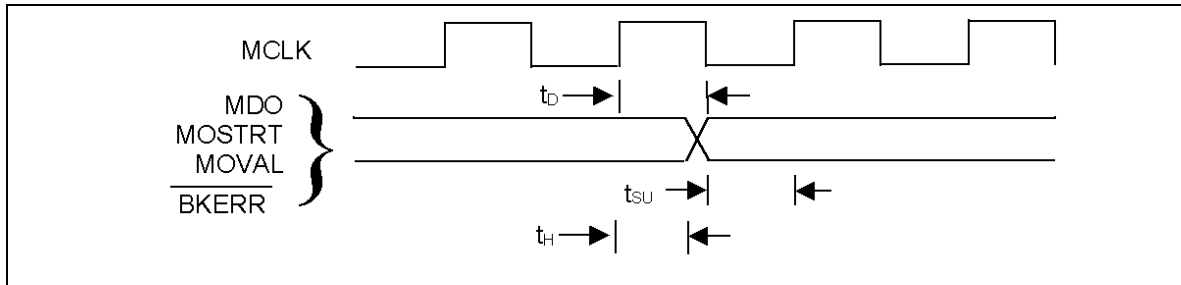 MCLK
tD
MDO
MOSTRT
MOVAL
BKERR
tSU
tH